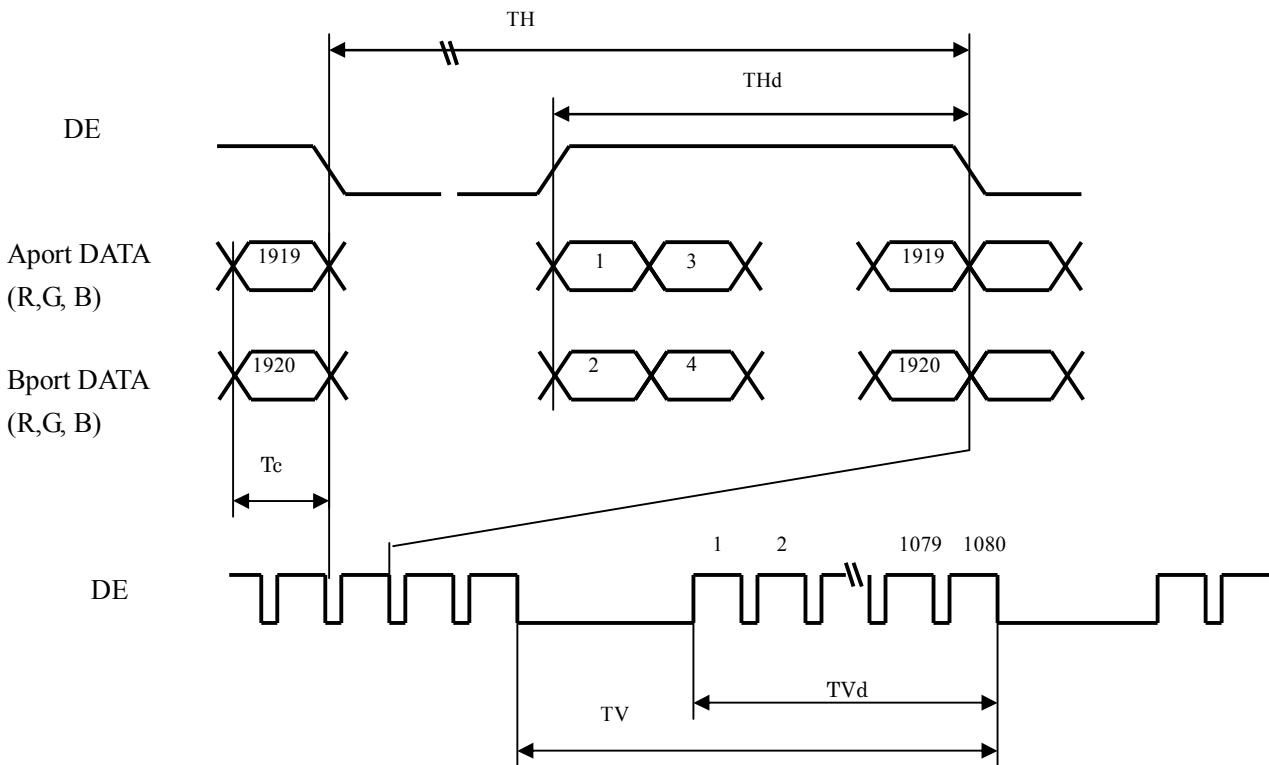 TH
THd
DE
Aport DATA
(R,G, B)
1919
1
3
1919
Bport DATA
(R,G, B)
1920
2
4
1920
Tc
1
2
1079
1080
DE
TVd
TV